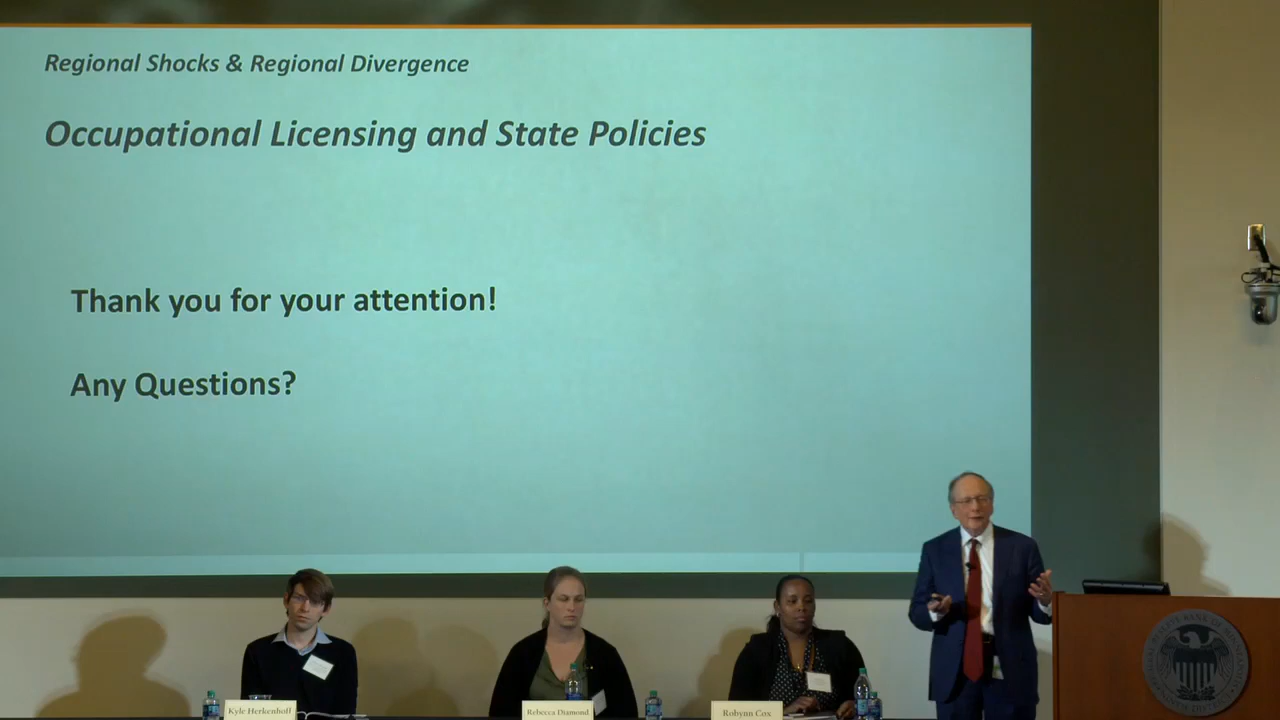 Regional Shocks & Regional Divergence
Occupational Licensing and State Policies
Thank you for your attention!
Any Questions?
Kyle Herkenhoff
Rebecca Diamond
Robynn Cox